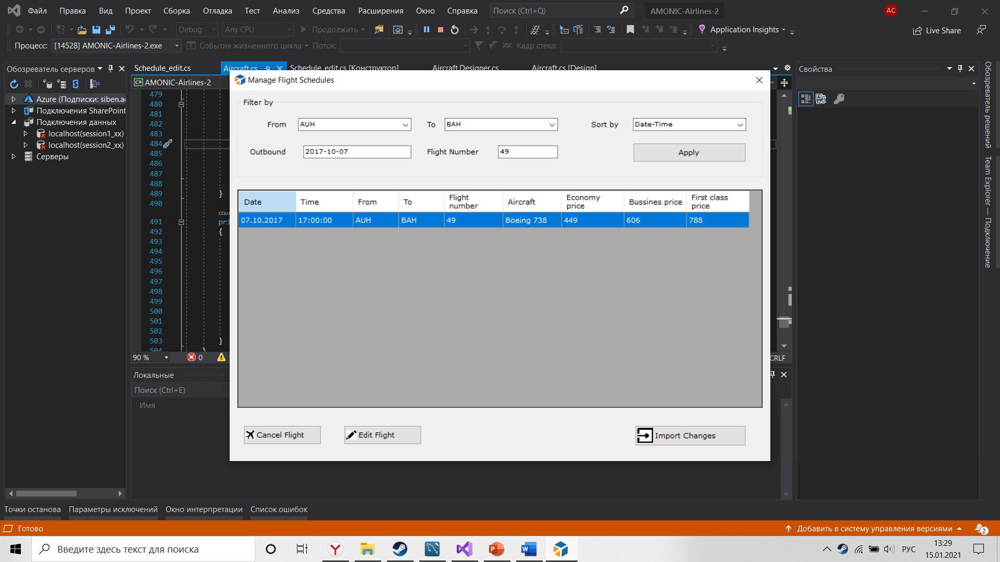 Файл Правка Вид Проект Сборка Отладка Тест Анализ Средства Расширения Окно Справка Поиск (Ctrl+Q) AMONIC-Airlines-2 AC
Debug Any CPU Продолжить Application Insights Live Share
Процесс: [14528] AMONIC-Airlines-2.exe События жизненного цикла Поток: Кадр стека:
Обозреватель серверов
Azure (Подписки: siben.a
Подключения SharePoint
Подключения данных
localhost(session1_xx)
localhost(session2_xx)
Серверы
Schedule_edit.cs Aircraft.cs Schedule_edit.cs [Конструктор] Aircraft.Designer.cs Aircraft.cs [Design]
C# AMONIC-Airlines-2
479
480
481
482
483
484
485
486
487
488
489 }
490
ссыл
491 pri
492 {
493
494
495
496
497
498
499
500
501
502
503 }
504 }
90 % 0 CRLF
Manage Flight Schedules
Filter by
From AUH To BAH Sort by Date-Time
Outbound 2017-10-07 Flight Number 49 Apply
Date Time From To Flight number Aircraft Economy price Bussines price First class price
07.10.2017 17:00:00 AUH BAH 49 Boeing 738 449 606 788
Cancel Flight Edit Flight Import Changes
Локальные
Поиск (Ctrl+E)
Имя
Свойства
Обозреватель решений
Team Explorer — Подключение
Точки останова Параметры исключений Окно интерпретации Список ошибок
Готово Добавить в систему управления версиями 2
Введите здесь текст для поиска РУС 13:29
15.01.2021